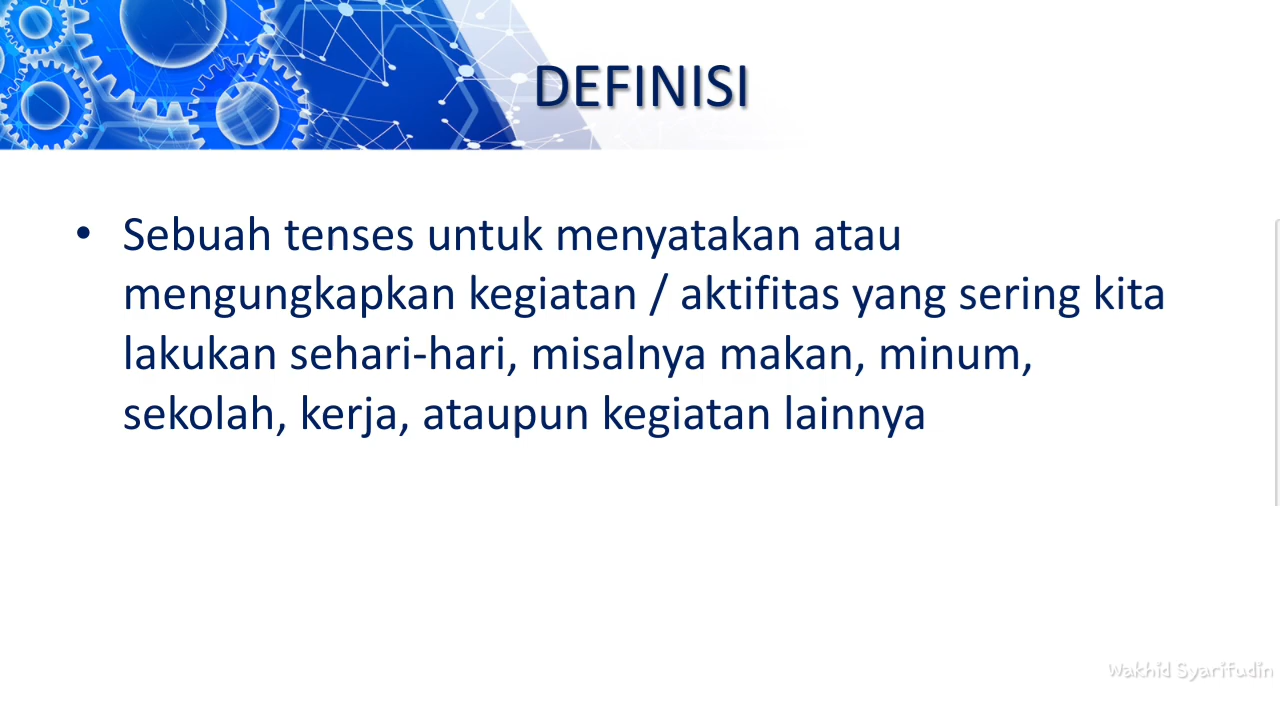 DEFINISI
• Sebuah tenses untuk menyatakan atau
mengungkapkan kegiatan / aktifitas yang sering kita
lakukan sehari-hari, misalnya makan, minum,
sekolah, kerja, ataupun kegiatan lainnya
Wakhid Syarifudin